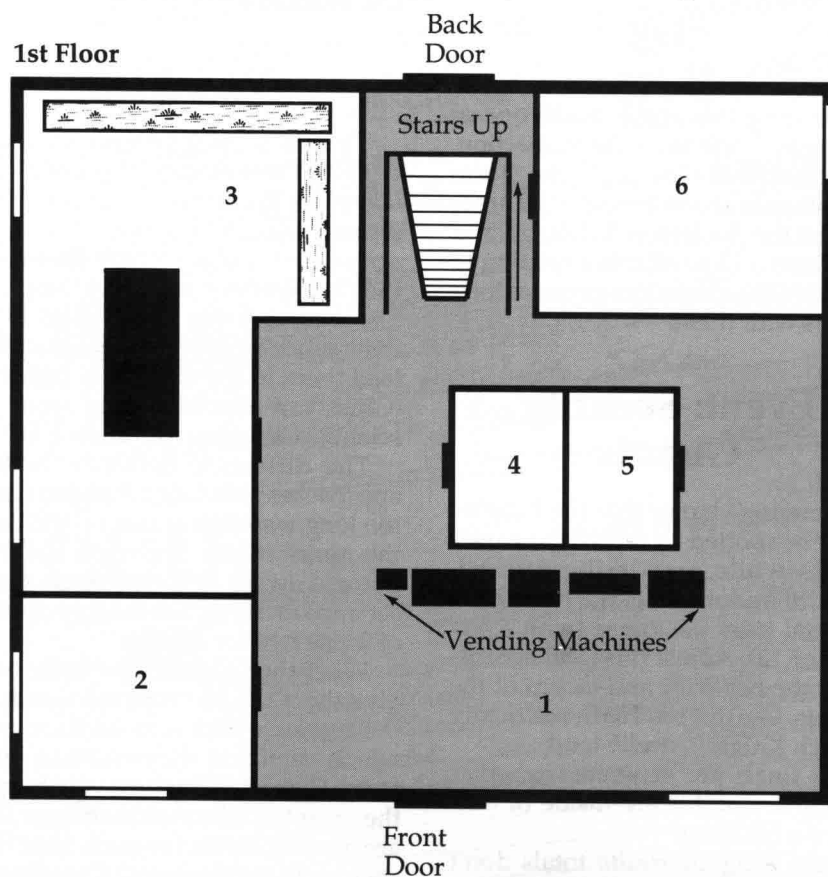 Back
Door
1st Floor
Stairs Up
3
6
4
5
Vending Machines
2
1
Front
Door